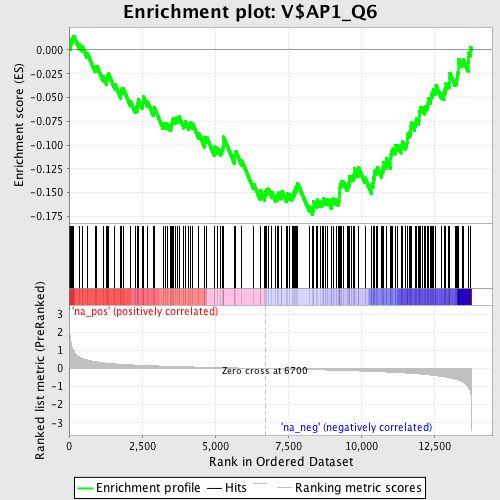 Enrichment plot: V$AP1_Q6
Enrichment score (ES)
0.000
-0.025
-0.050
-0.075
-0.100
-0.125
-0.150
-0.175
'na_pos' (positively correlated)
Ranked list metric (PreRanked)
3
2
1
0
-1
-2
-3
Zero cross at 6700
'na_neg' (negatively correlated)
0
2,500
5,000
7,500
10,000
12,500
Rank in Ordered Dataset
Enrichment profile
Hits
Ranking metric scores